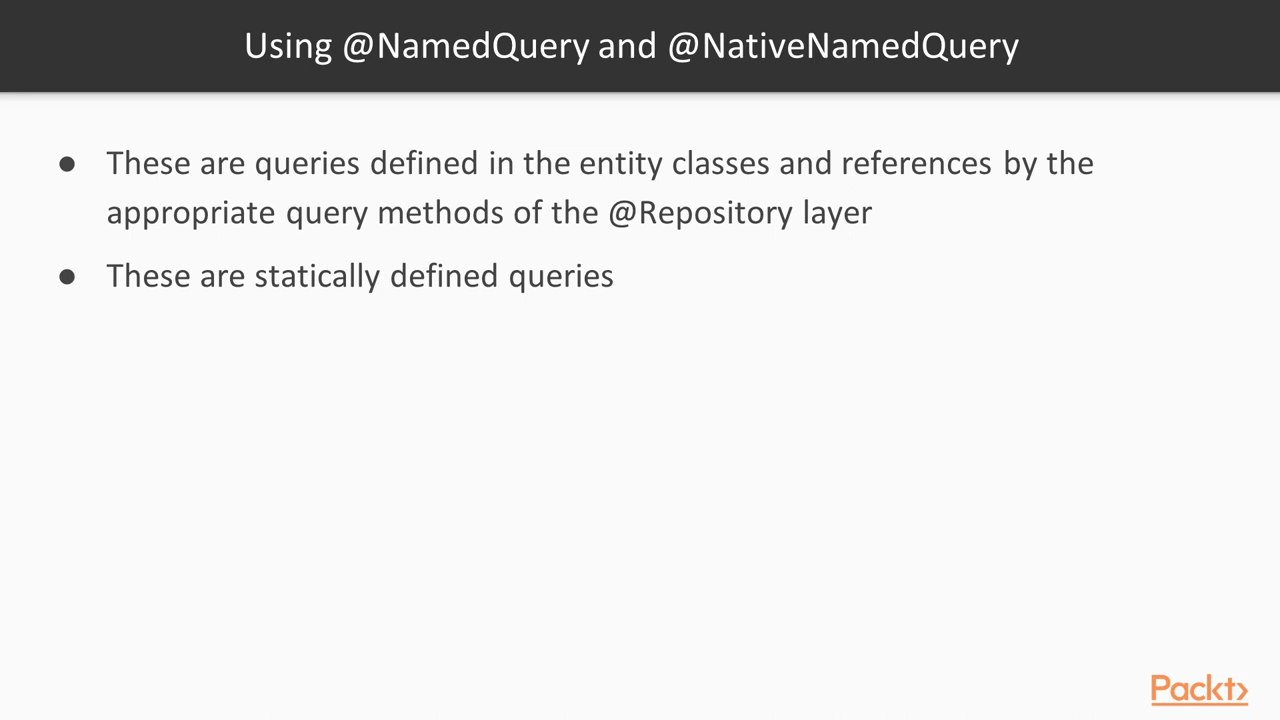 Using @NamedQuery and @NativeNamedQuery
● These are queries defined in the entity classes and references by the
appropriate query methods of the @Repository layer
● These are statically defined queries
Packt>